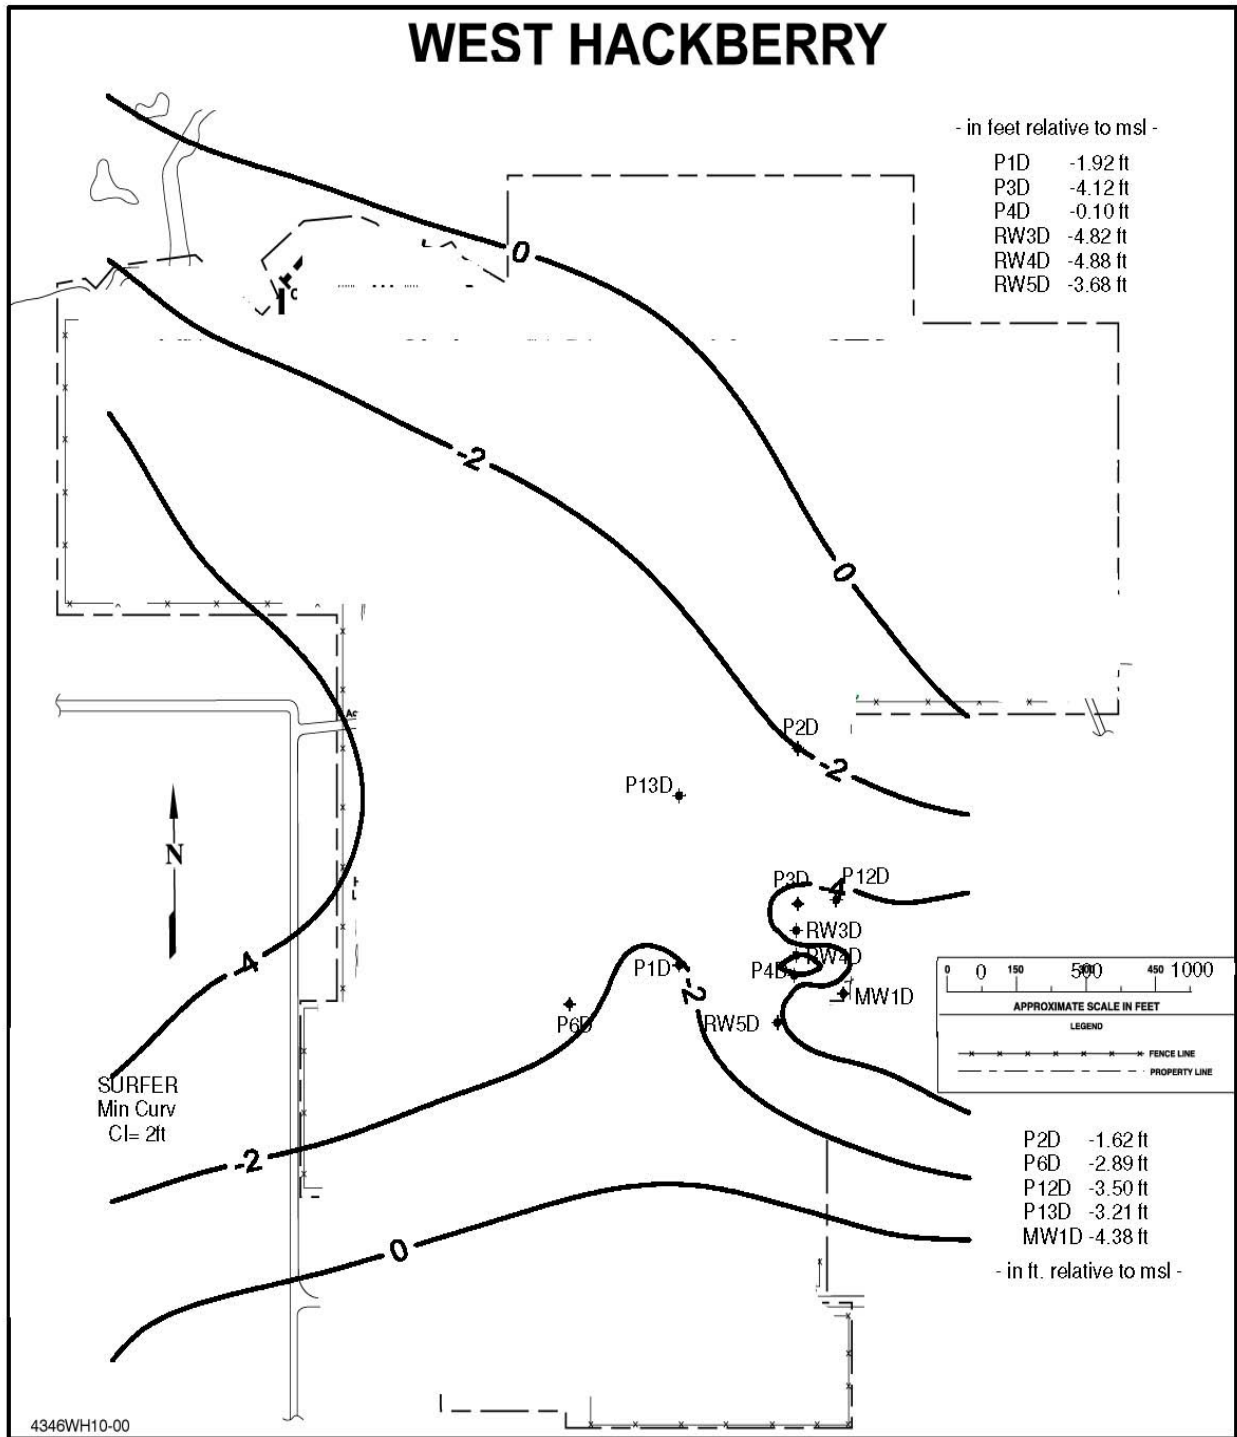 WEST HACKBERRY
- in feet relative to msl -
P1D -1.92 ft
P3D -4.12 ft
P4D -0.10 ft
RW3D -4.82 ft
RW4D -4.88 ft
RW5D -3.68 ft
0
-2
0
P2D
-2
P13D
N
P3D
-4
P12D
RW3D
RW4D
-4
P1D
P4D
-2
MW1D
P6D
RW5D
0 150 450
0 500 1000
APPROXIMATE SCALE IN FEET
LEGEND
FENCE LINE
PROPERTY LINE
SURFER
Min Curv
CI= 2ft
-2
0
P2D -1.62 ft
P6D -2.89 ft
P12D -3.50 ft
P13D -3.21 ft
MW1D -4.38 ft
- in ft. relative to msl -
4346WH10-00